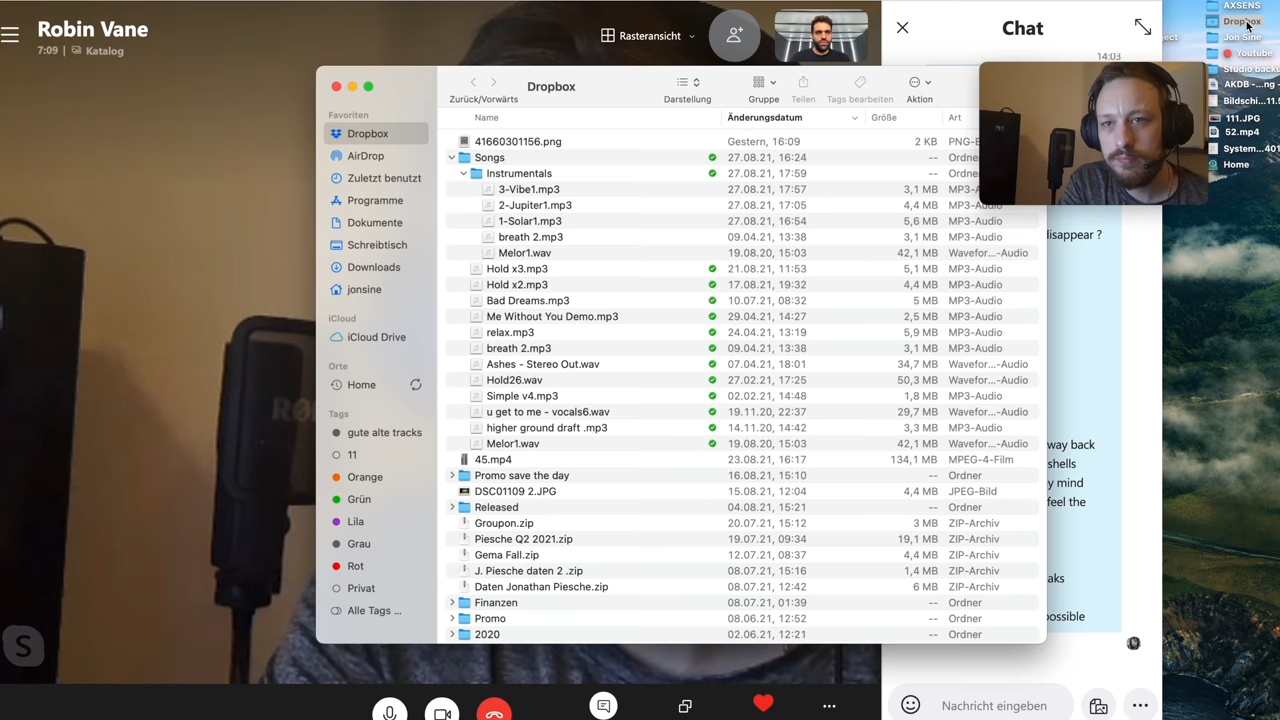 Robin Vane
7:09 | Katalog
Rasteransicht
Chat
14:03
disappear ?
way back
shells
y mind
feel the
aks
ossible
Nachricht eingeben
Dropbox
Zurück/Vorwärts
Darstellung
Gruppe
Teilen
Tags bearbeiten
Aktion
Favoriten
Dropbox
AirDrop
Zuletzt benutzt
Programme
Dokumente
Schreibtisch
Downloads
jonsine
iCloud
iCloud Drive
Orte
Home
Tags
gute alte tracks
11
Orange
Grün
Lila
Grau
Rot
Privat
Alle Tags ...
Name Änderungsdatum Größe Art
41660301156.png Gestern, 16:09 2 KB PNG-B
Songs 27.08.21, 16:24 -- Ordner
Instrumentals 27.08.21, 17:59 -- Ordner
3-Vibe1.mp3 27.08.21, 17:57 3,1 MB MP3-A
2-Jupiter1.mp3 27.08.21, 17:05 4,4 MB MP3-A
1-Solar1.mp3 27.08.21, 16:54 5,6 MB MP3-Audio
breath 2.mp3 09.04.21, 13:38 3,1 MB MP3-Audio
Melor1.wav 19.08.20, 15:03 42,1 MB Wavefor...-Audio
Hold x3.mp3 21.08.21, 11:53 5,1 MB MP3-Audio
Hold x2.mp3 17.08.21, 19:32 4,4 MB MP3-Audio
Bad Dreams.mp3 10.07.21, 08:32 5 MB MP3-Audio
Me Without You Demo.mp3 29.04.21, 14:27 2,5 MB MP3-Audio
relax.mp3 24.04.21, 13:19 5,9 MB MP3-Audio
breath 2.mp3 09.04.21, 13:38 3,1 MB MP3-Audio
Ashes - Stereo Out.wav 07.04.21, 18:01 34,7 MB Wavefor...-Audio
Hold26.wav 27.02.21, 17:25 50,3 MB Wavefor...-Audio
Simple v4.mp3 02.02.21, 14:48 1,8 MB MP3-Audio
u get to me - vocals6.wav 19.11.20, 22:37 29,7 MB Wavefor...-Audio
higher ground draft .mp3 14.11.20, 14:42 3,3 MB MP3-Audio
Melor1.wav 19.08.20, 15:03 42,1 MB Wavefor...-Audio
45.mp4 23.08.21, 16:17 134,1 MB MPEG-4-Film
Promo save the day 16.08.21, 15:10 -- Ordner
DSC01109 2.JPG 15.08.21, 12:04 4,4 MB JPEG-Bild
Released 04.08.21, 15:21 -- Ordner
Groupon.zip 20.07.21, 15:12 3 MB ZIP-Archiv
Piesche Q2 2021.zip 19.07.21, 09:34 19,1 MB ZIP-Archiv
Gema Fall.zip 12.07.21, 08:37 4,4 MB ZIP-Archiv
J. Piesche daten 2 .zip 08.07.21, 15:16 1,4 MB ZIP-Archiv
Daten Jonathan Piesche.zip 08.07.21, 12:42 6 MB ZIP-Archiv
Finanzen 08.07.21, 01:39 -- Ordner
Promo 08.06.21, 12:52 -- Ordner
2020 02.06.21, 12:21 -- Ordner
AXSENS
Dropbox
ject
Jon Sine
Youtube
Studio backu
AKDB -...ng -
Bildschi...11.5
111.JPG
52.mp4
System...401
Home